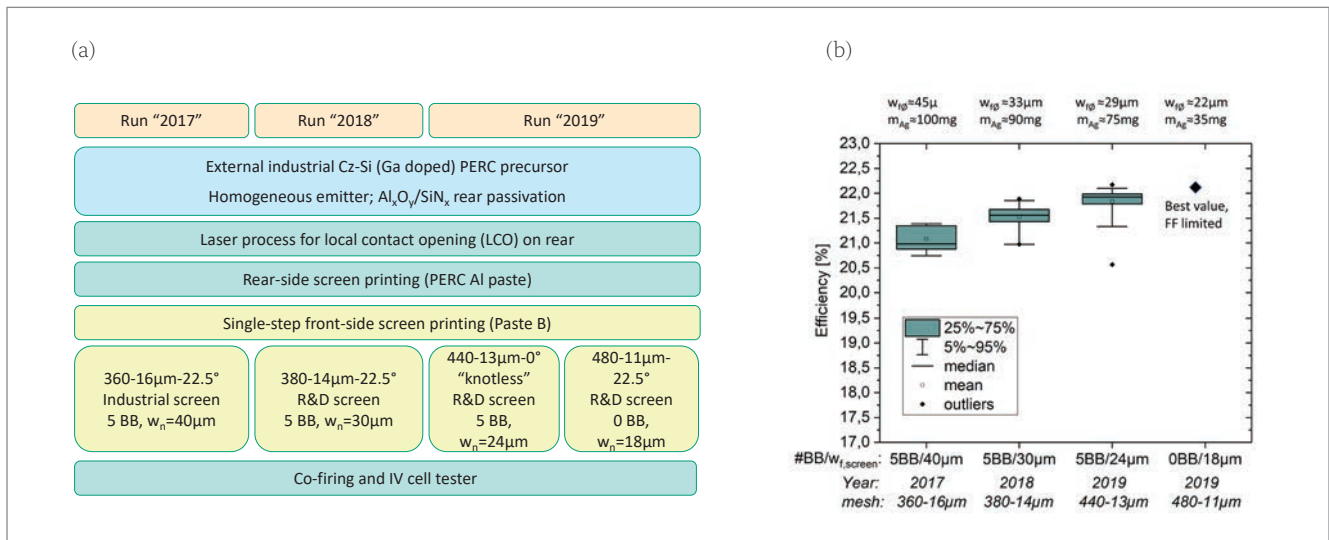 (a)
Run “2017”
Run “2018”
Run “2019”
External industrial Cz-Si (Ga doped) PERC precursor
Homogeneous emitter; AlxOy/SiNx rear passivation
Laser process for local contact opening (LCO) on rear
Rear-side screen printing (PERC Al paste)
Single-step front-side screen printing (Paste B)
360-16µm-22.5°
Industrial screen
5 BB, wn=40µm
380-14µm-22.5°
R&D screen
5 BB, wn=30µm
440-13µm-0°
“knotless”
R&D screen
5 BB,
wn=24µm
480-11µm-
22.5°
R&D screen
0 BB,
wn=18µm
Co-firing and IV cell tester
(b)
wfø≈45µ wfø≈33µm wfø≈29µm wfø≈22µm
mAg≈100mg mAg≈90mg mAg≈75mg mAg≈35mg
Efficiency [%]
23,0
22,5
22,0
21,5
21,0
20,5
20,0
19,5
19,0
18,5
18,0
17,5
17,0
Best value,
FF limited
25%~75%
5%~95%
median
mean
outliers
#BB/wf,screen: 5BB/40µm 5BB/30µm 5BB/24µm 0BB/18µm
Year: 2017 2018 2019 2019
mesh: 360-16µm 380-14µm 440-13µm 480-11µm